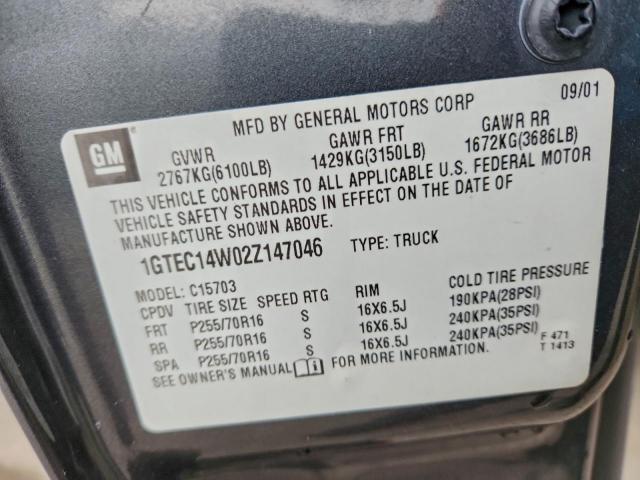 GM
MFD BY GENERAL MOTORS CORP 09/01
GVWR GAWR FRT GAWR RR
2767KG(6100LB) 1429KG(3150LB) 1672KG(3686LB)
THIS VEHICLE CONFORMS TO ALL APPLICABLE U.S. FEDERAL MOTOR
VEHICLE SAFETY STANDARDS IN EFFECT ON THE DATE OF
MANUFACTURE SHOWN ABOVE.
1GTEC14W02Z147046 TYPE: TRUCK
MODEL: C15703
CPDV TIRE SIZE SPEED RTG RIM COLD TIRE PRESSURE
FRT P255/70R16 S 16X6.5J 190KPA(28PSI)
RR P255/70R16 S 16X6.5J 240KPA(35PSI)
SPA P255/70R16 S 16X6.5J 240KPA(35PSI)
SEE OWNER'S MANUAL FOR MORE INFORMATION.
F 471
T 1413